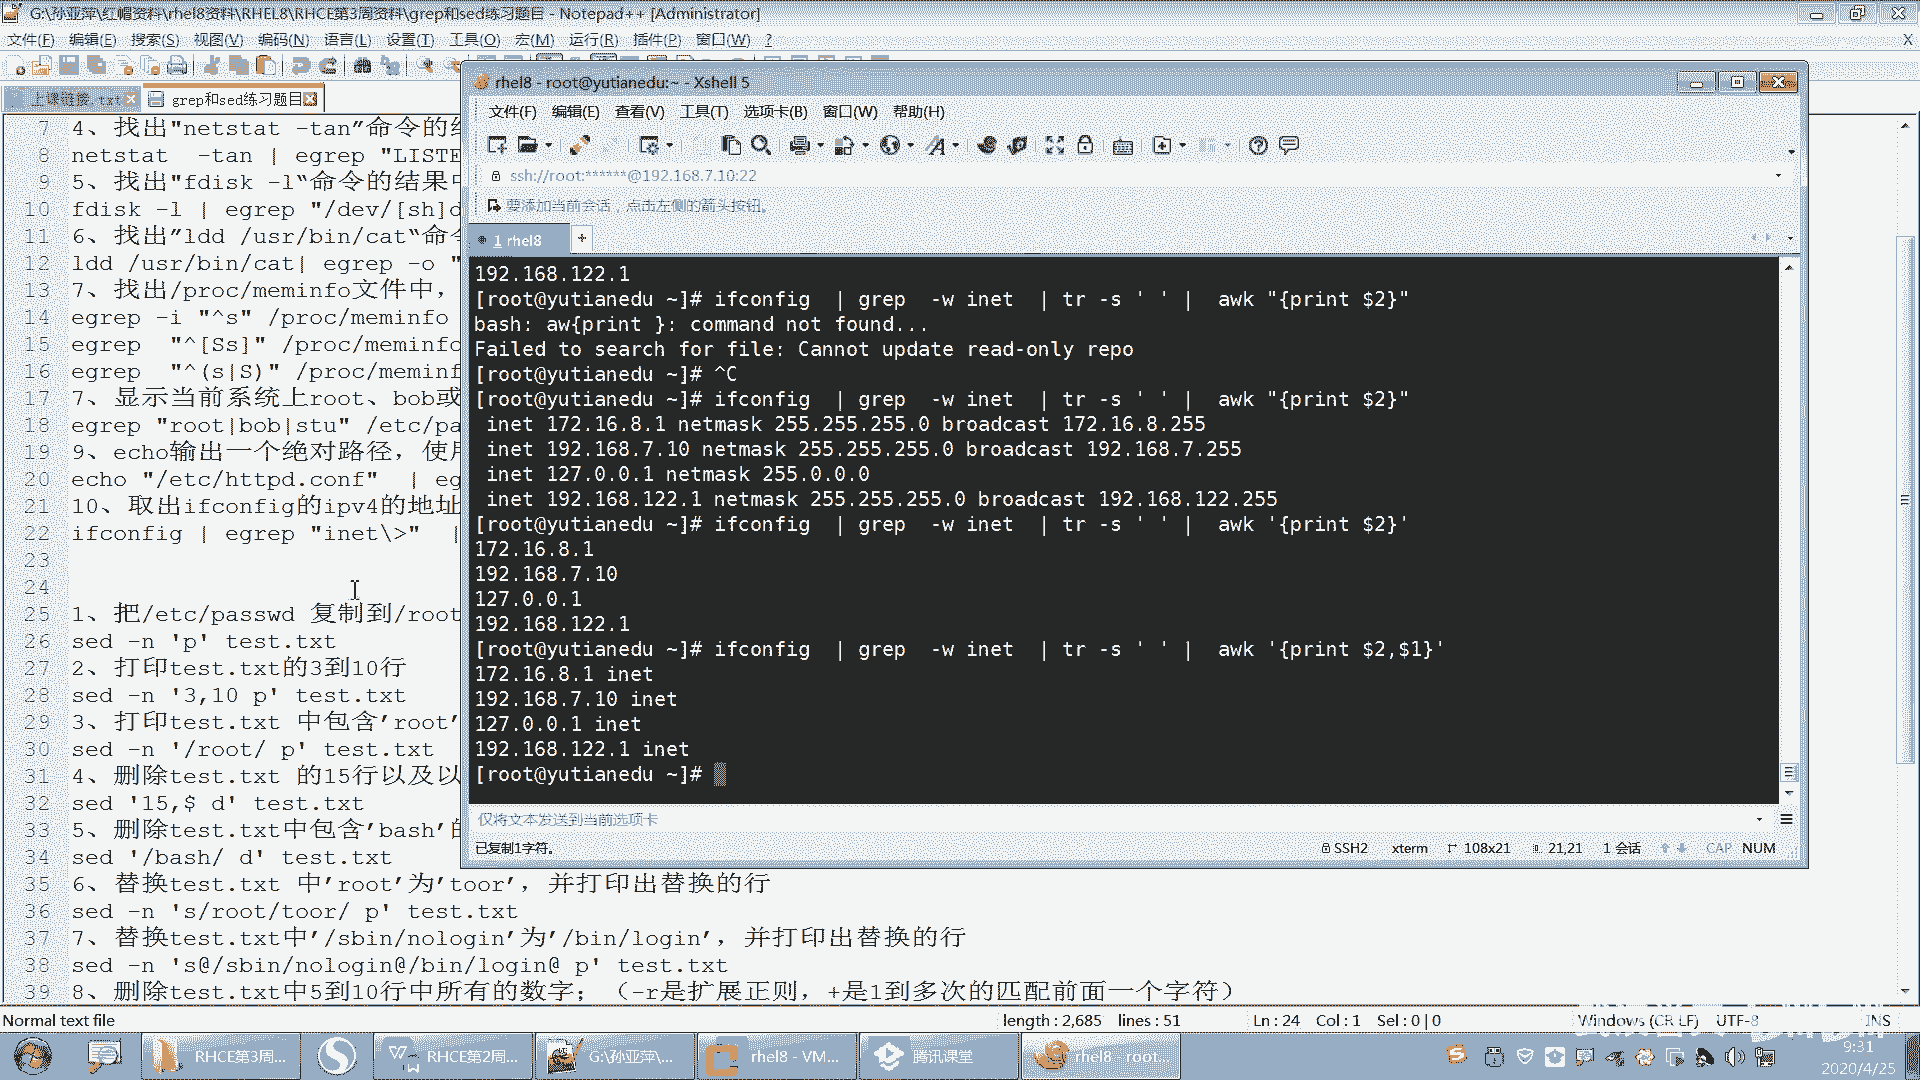 G:\孙亚萍\红帽资料\rhel8资料\RHEL8\RHCE第3周资料\grep和sed练习题目 - Notepad++ [Administrator]
文件(F) 编辑(E) 搜索(S) 视图(V) 编码(N) 语言(L) 设置(T) 工具(O) 宏(M) 运行(R) 插件(P) 窗口(W) ?
上课链接.txt grep和sed练习题目
7 4、找出"netstat -tan"命令的
8 netstat  -tan | egrep "LISTE
9 5、找出"fdisk -l"命令的结果中
10 fdisk -l | egrep "/dev/[sh]d
11 6、找出"ldd /usr/bin/cat"命令
12 ldd /usr/bin/cat| egrep -o "
13 7、找出/proc/meminfo文件中,
14 egrep -i "^s" /proc/meminfo
15 egrep  "^[Ss]" /proc/meminfo
16 egrep  "^(s|S)" /proc/meminf
17 7、显示当前系统上root、bob或
18 egrep "root|bob|stu" /etc/pa
19 9、echo输出一个绝对路径，使用
20 echo "/etc/httpd.conf"  | eg
21 10、取出ifconfig的ipv4的地址
22 ifconfig | egrep "inet\>"  |
23
24
25 1、把/etc/passwd 复制到/root
26 sed -n 'p' test.txt
27 2、打印test.txt的3到10行
28 sed -n '3,10 p' test.txt
29 3、打印test.txt 中包含'root'
30 sed -n '/root/ p' test.txt
31 4、删除test.txt 的15行以及以
32 sed '15,$ d' test.txt
33 5、删除test.txt中包含'bash'的
34 sed '/bash/ d' test.txt
35 6、替换test.txt 中'root'为'toor'，并打印出替换的行
36 sed -n 's/root/toor/ p' test.txt
37 7、替换test.txt中'/sbin/nologin'为'/bin/login'，并打印出替换的行
38 sed -n 's@/sbin/nologin@/bin/login@ p' test.txt
39 8、删除test.txt中5到10行中所有的数字；（-r是扩展正则，+是1到多次的匹配前面一个字符）
rhel8 - root@yutianedu:~ - Xshell 5
文件(F) 编辑(E) 查看(V) 工具(T) 选项卡(B) 窗口(W) 帮助(H)
ssh://root:******@192.168.7.10:22
要添加当前会话，点击左侧的箭头按钮。
1 rhel8 +
192.168.122.1
[root@yutianedu ~]# ifconfig  | grep  -w inet  | tr -s ' ' |  awk "{print $2}"
bash: aw{print }: command not found...
Failed to search for file: Cannot update read-only repo
[root@yutianedu ~]# ^C
[root@yutianedu ~]# ifconfig  | grep  -w inet  | tr -s ' ' |  awk "{print $2}"
 inet 172.16.8.1 netmask 255.255.255.0 broadcast 172.16.8.255
 inet 192.168.7.10 netmask 255.255.255.0 broadcast 192.168.7.255
 inet 127.0.0.1 netmask 255.0.0.0
 inet 192.168.122.1 netmask 255.255.255.0 broadcast 192.168.122.255
[root@yutianedu ~]# ifconfig  | grep  -w inet  | tr -s ' ' |  awk '{print $2}'
172.16.8.1
192.168.7.10
127.0.0.1
192.168.122.1
[root@yutianedu ~]# ifconfig  | grep  -w inet  | tr -s ' ' |  awk '{print $2,$1}'
172.16.8.1 inet
192.168.7.10 inet
127.0.0.1 inet
192.168.122.1 inet
[root@yutianedu ~]#
仅将文本发送到当前选项卡
已复制1字符。 SSH2 xterm 108x21 21,21 1 会话 CAP NUM
Normal text file length : 2,685 lines : 51 Ln : 24 Col : 1 Sel : 0 | 0 Windows (CR LF) UTF-8 INS
RHCE第3周... RHCE第2周... G:\孙亚萍\... rhel8 - VM... 腾讯课堂 rhel8 - root...
9:31
2020/4/25